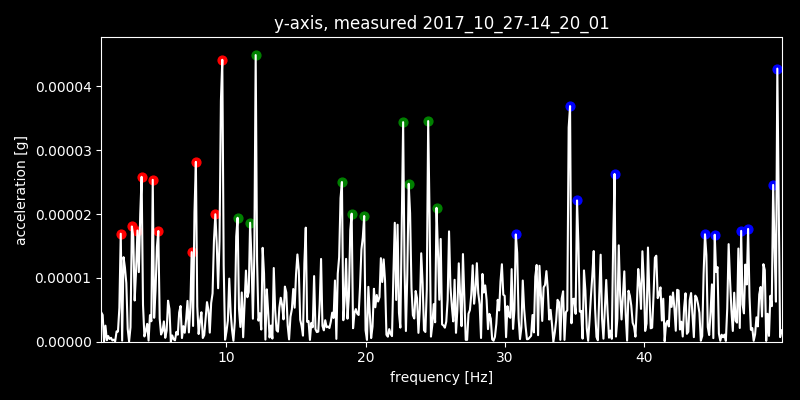 y-axis, measured 2017_10_27-14_20_01
acceleration [g]
0.00004
0.00003
0.00002
0.00001
0.00000
10 20 30 40
frequency [Hz]